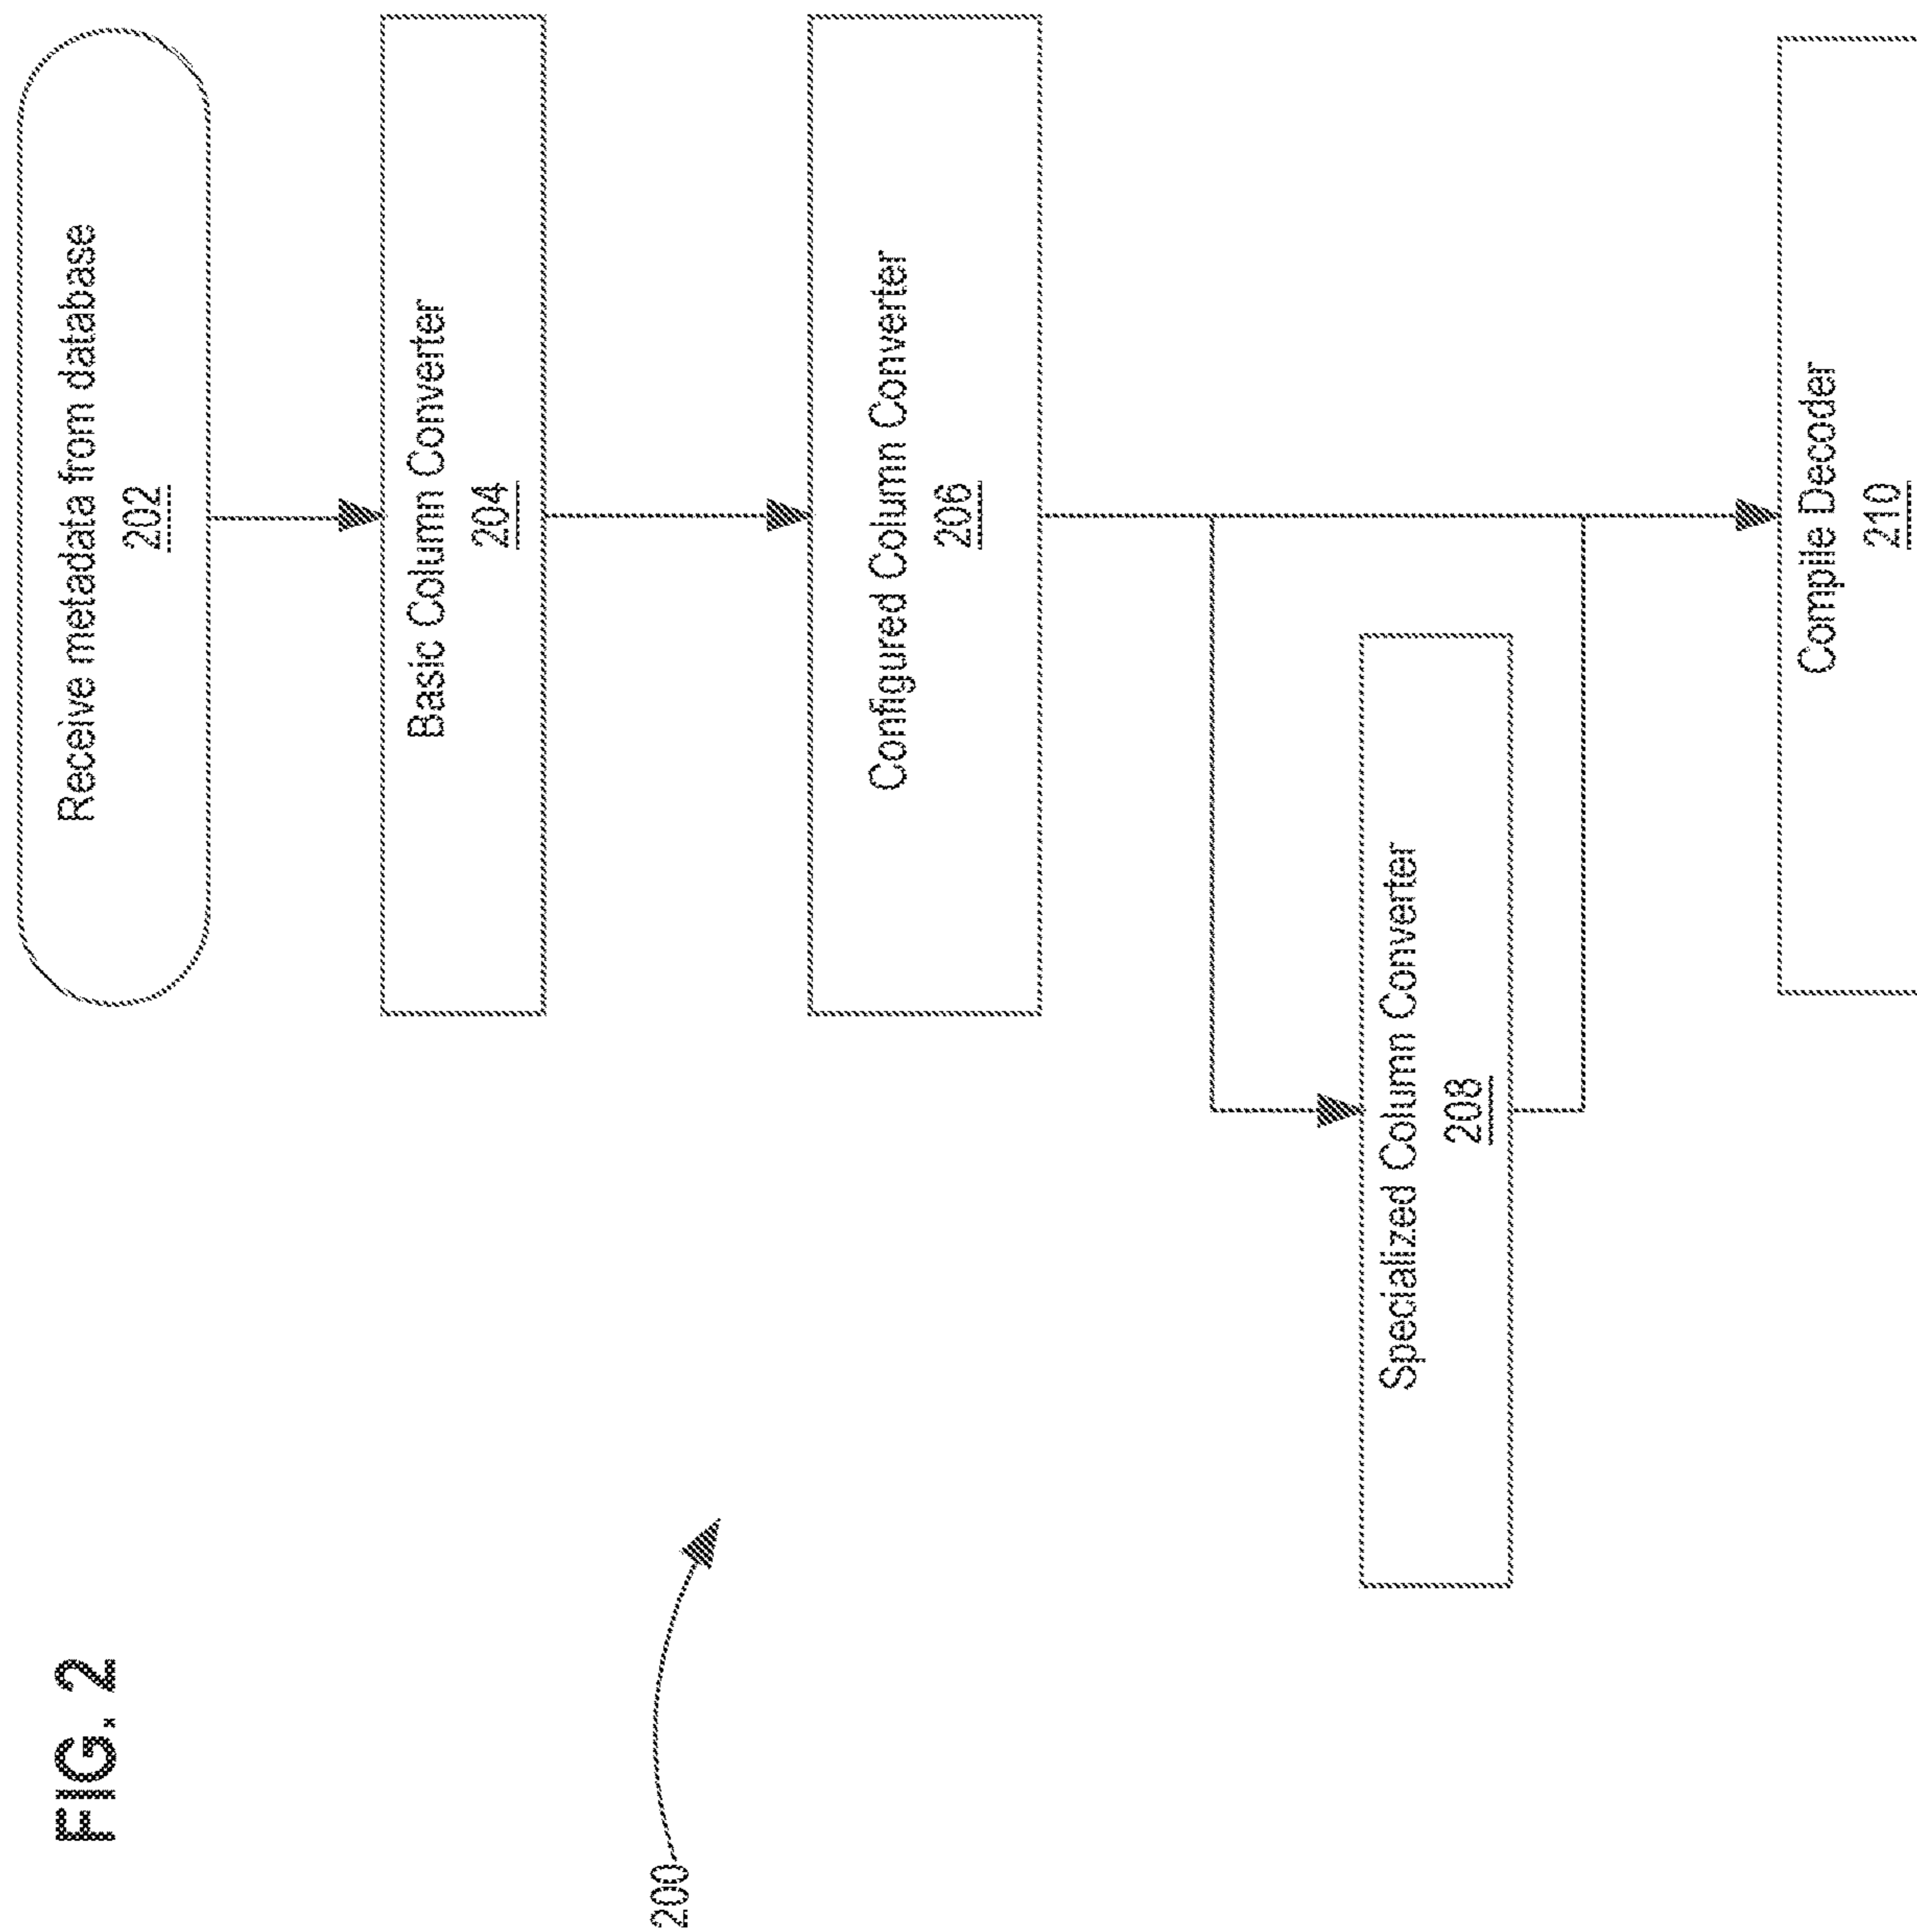 FIG. 2
200
Receive metadata from database
202
Basic Column Converter
204
Configured Column Converter
206
Specialized Column Converter
208
Compile Decoder
210